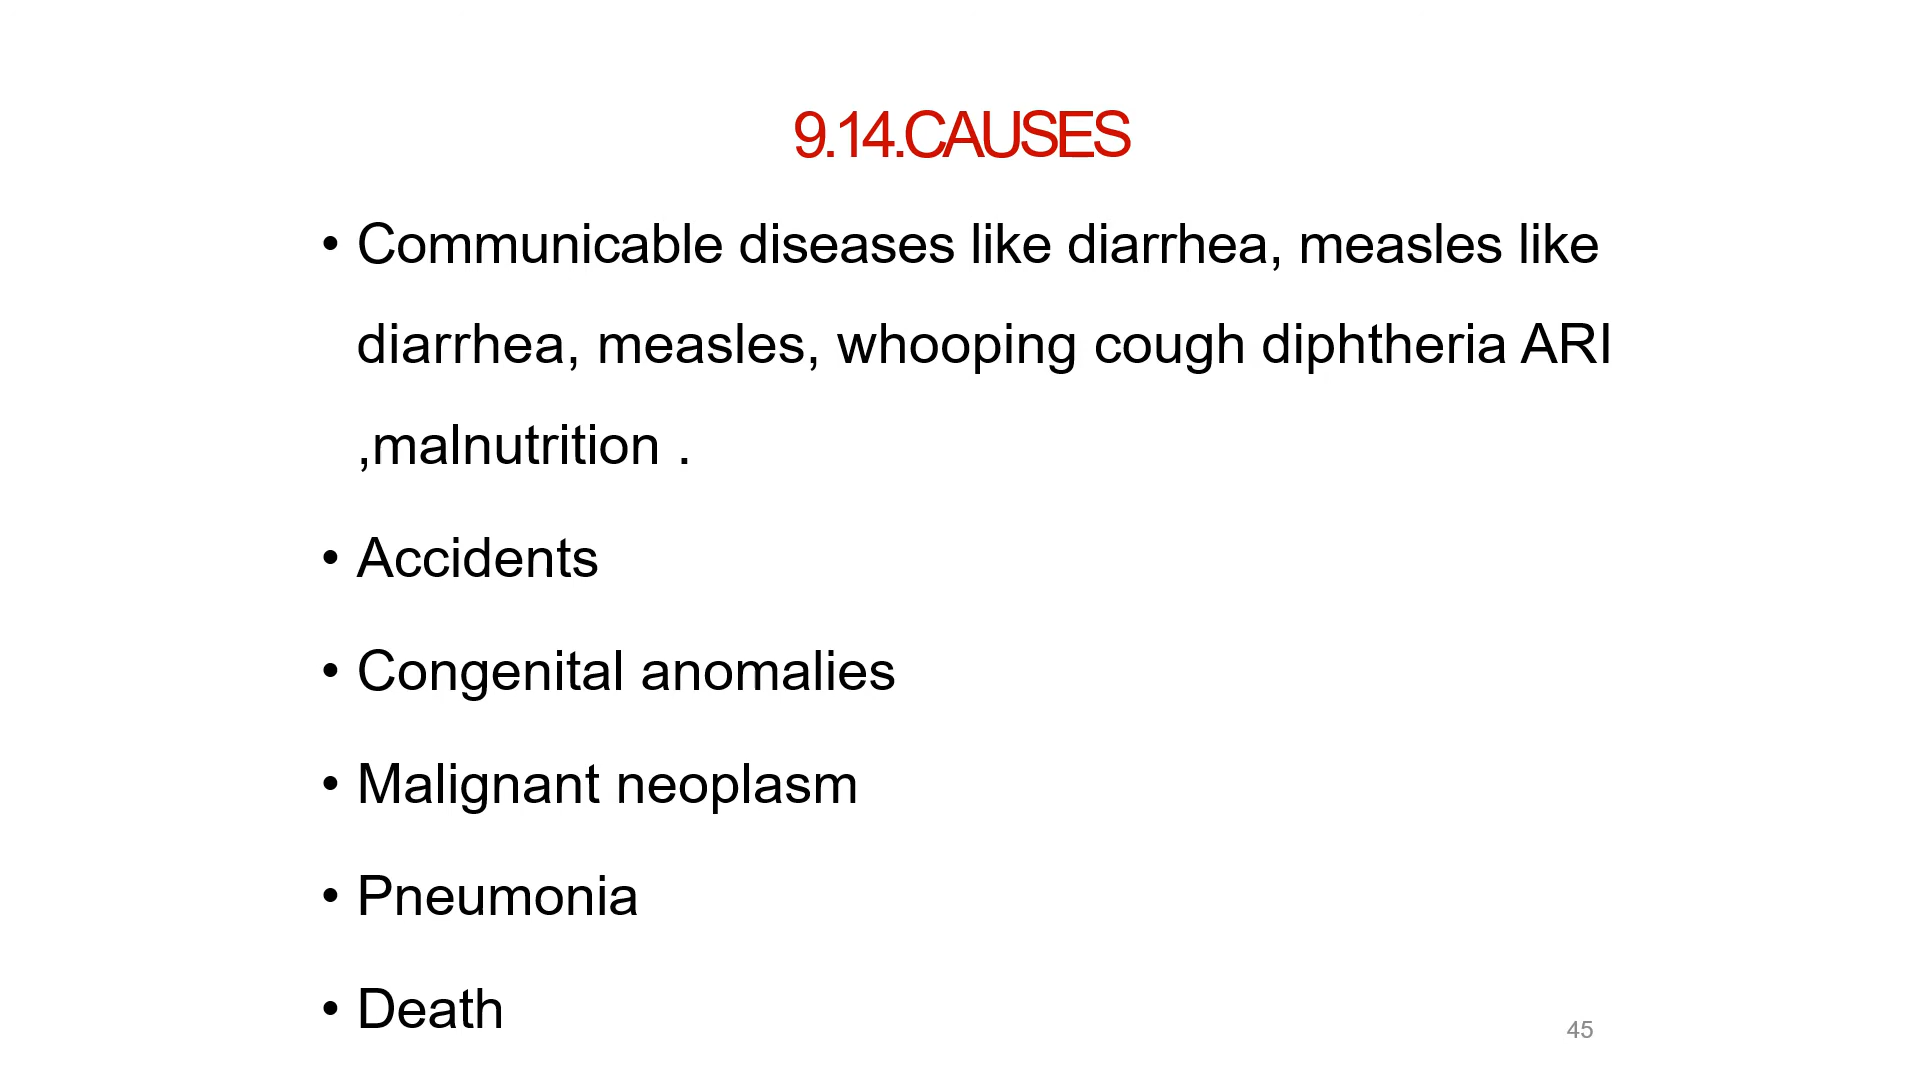 9.14.CAUSES
• Communicable diseases like diarrhea, measles like
diarrhea, measles, whooping cough diphtheria ARI
,malnutrition .
• Accidents
• Congenital anomalies
• Malignant neoplasm
• Pneumonia
• Death
45